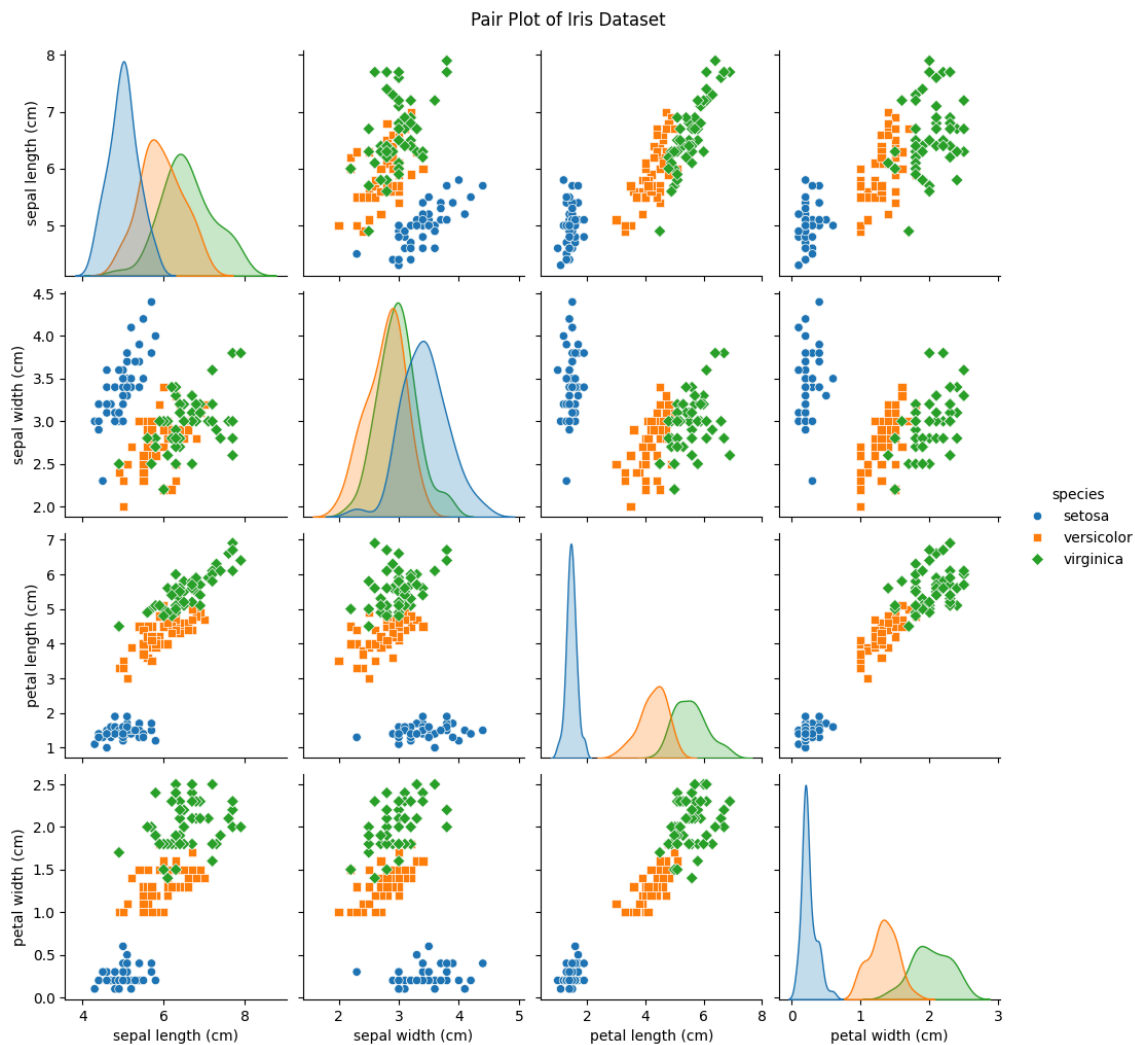 Pair Plot of Iris Dataset
8
7
6
5
sepal length (cm)
4.5
4.0
3.5
3.0
2.5
2.0
sepal width (cm)
species
setosa
versicolor
virginica
7
6
5
4
3
2
1
petal length (cm)
2.5
2.0
1.5
1.0
0.5
0.0
petal width (cm)
4 6 8
2 3 4 5
0 2 4 6 8
0 1 2 3
sepal length (cm)
sepal width (cm)
petal length (cm)
petal width (cm)